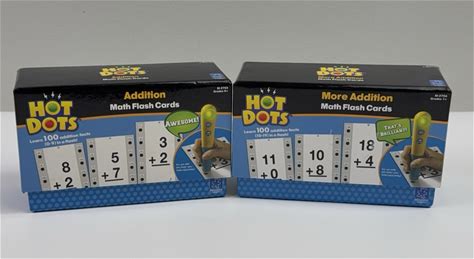 HOT
DOTS
Addition
Math Flash Cards
Learn 100 addition facts
AWESOME!
8
+ 2
5
+ 7
3
+ 2
HOT
DOTS
More Addition
Math Flash Cards
Learn 100 addition facts
THAT'S
BRILLIANT!
11
+ 0
10
+ 8
18
+ 4